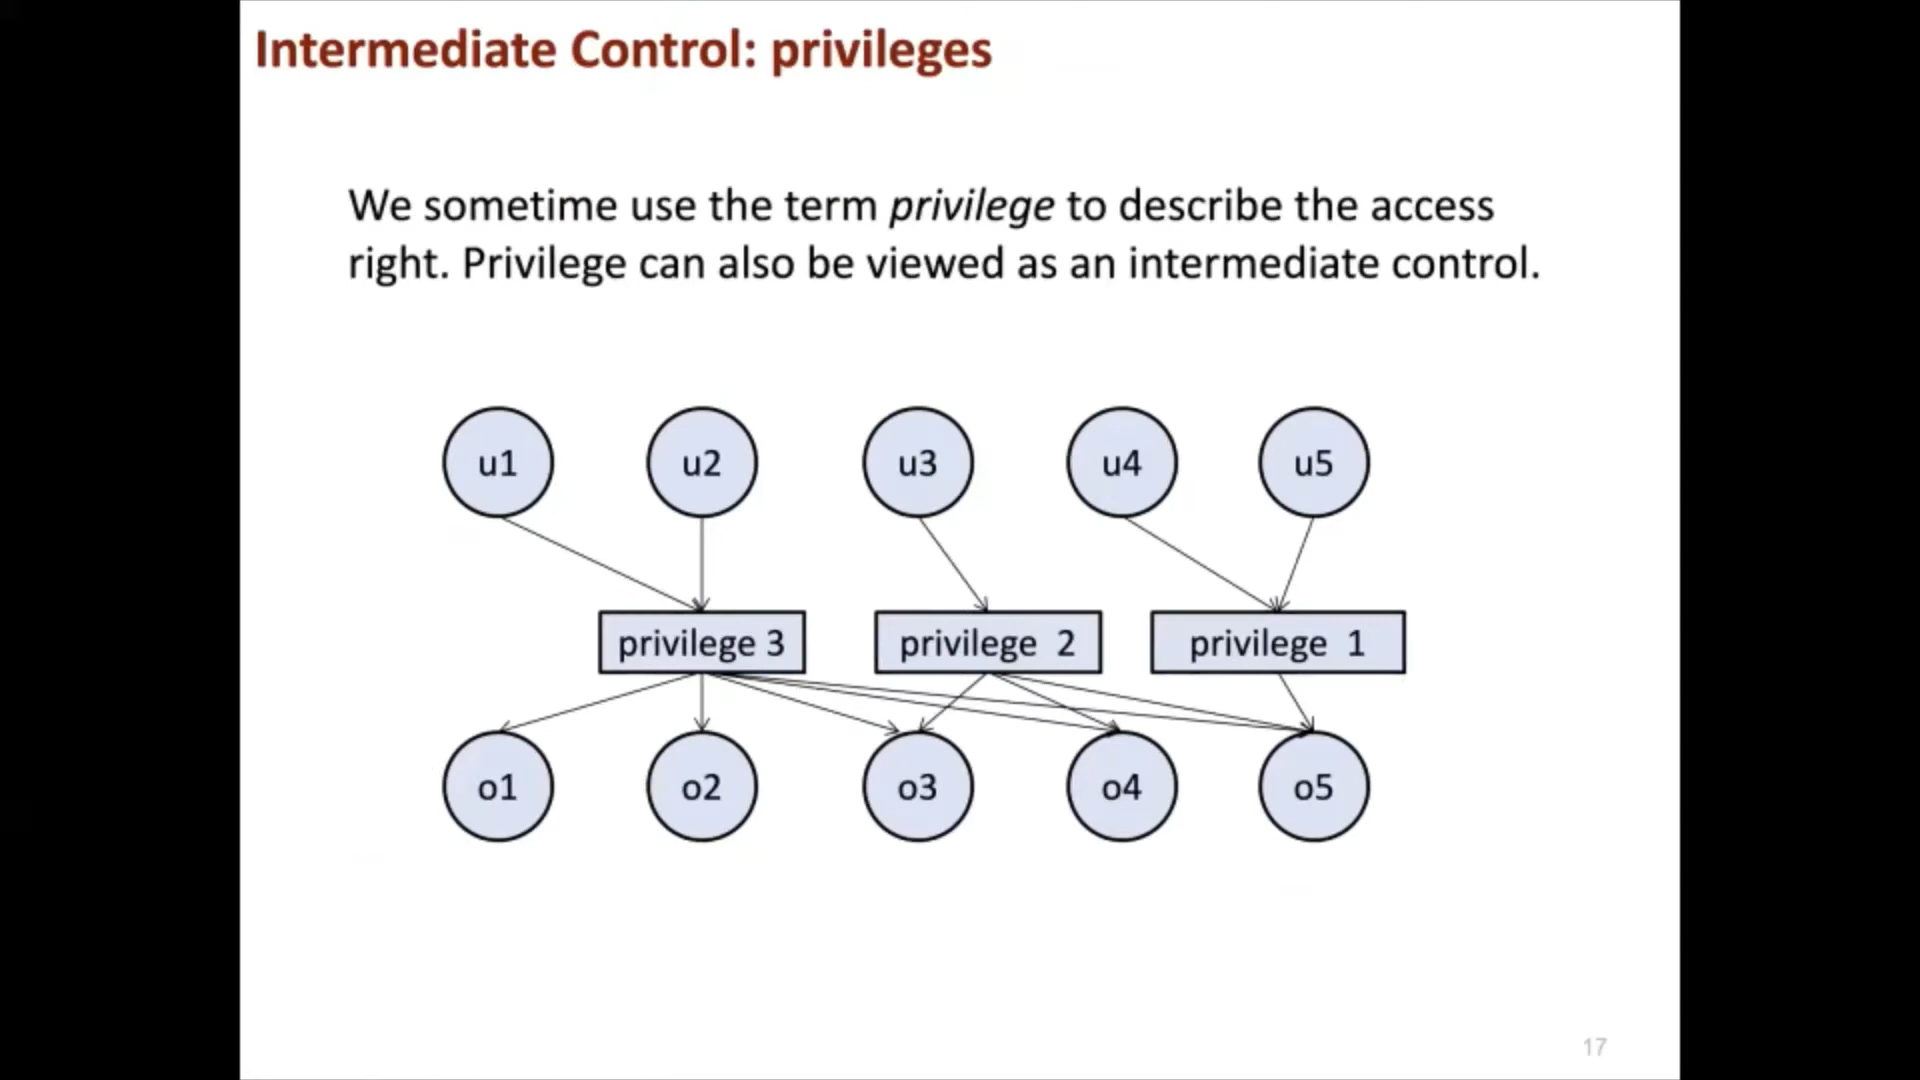 Intermediate Control: privileges
We sometime use the term privilege to describe the access
right. Privilege can also be viewed as an intermediate control.
u1 u2 u3 u4 u5
privilege 3 privilege 2 privilege 1
o1 o2 o3 o4 o5
17